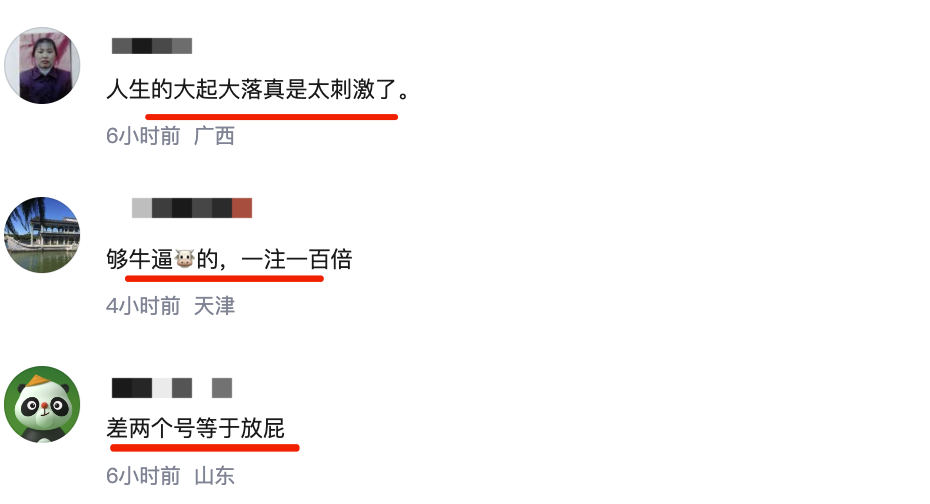 人生的大起大落真是太刺激了。
6小时前 广西
够牛逼🐮的，一注一百倍
4小时前 天津
差两个号等于放屁
6小时前 山东